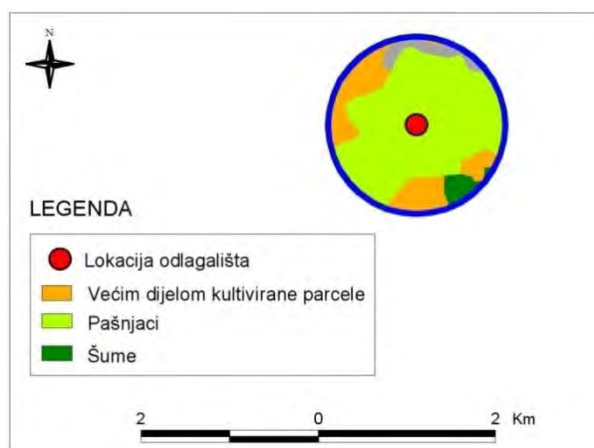 N
LEGENDA
Lokacija odlagališta
Većim dijelom kultivirane parcele
Pašnjaci
Šume
2 0 2 Km